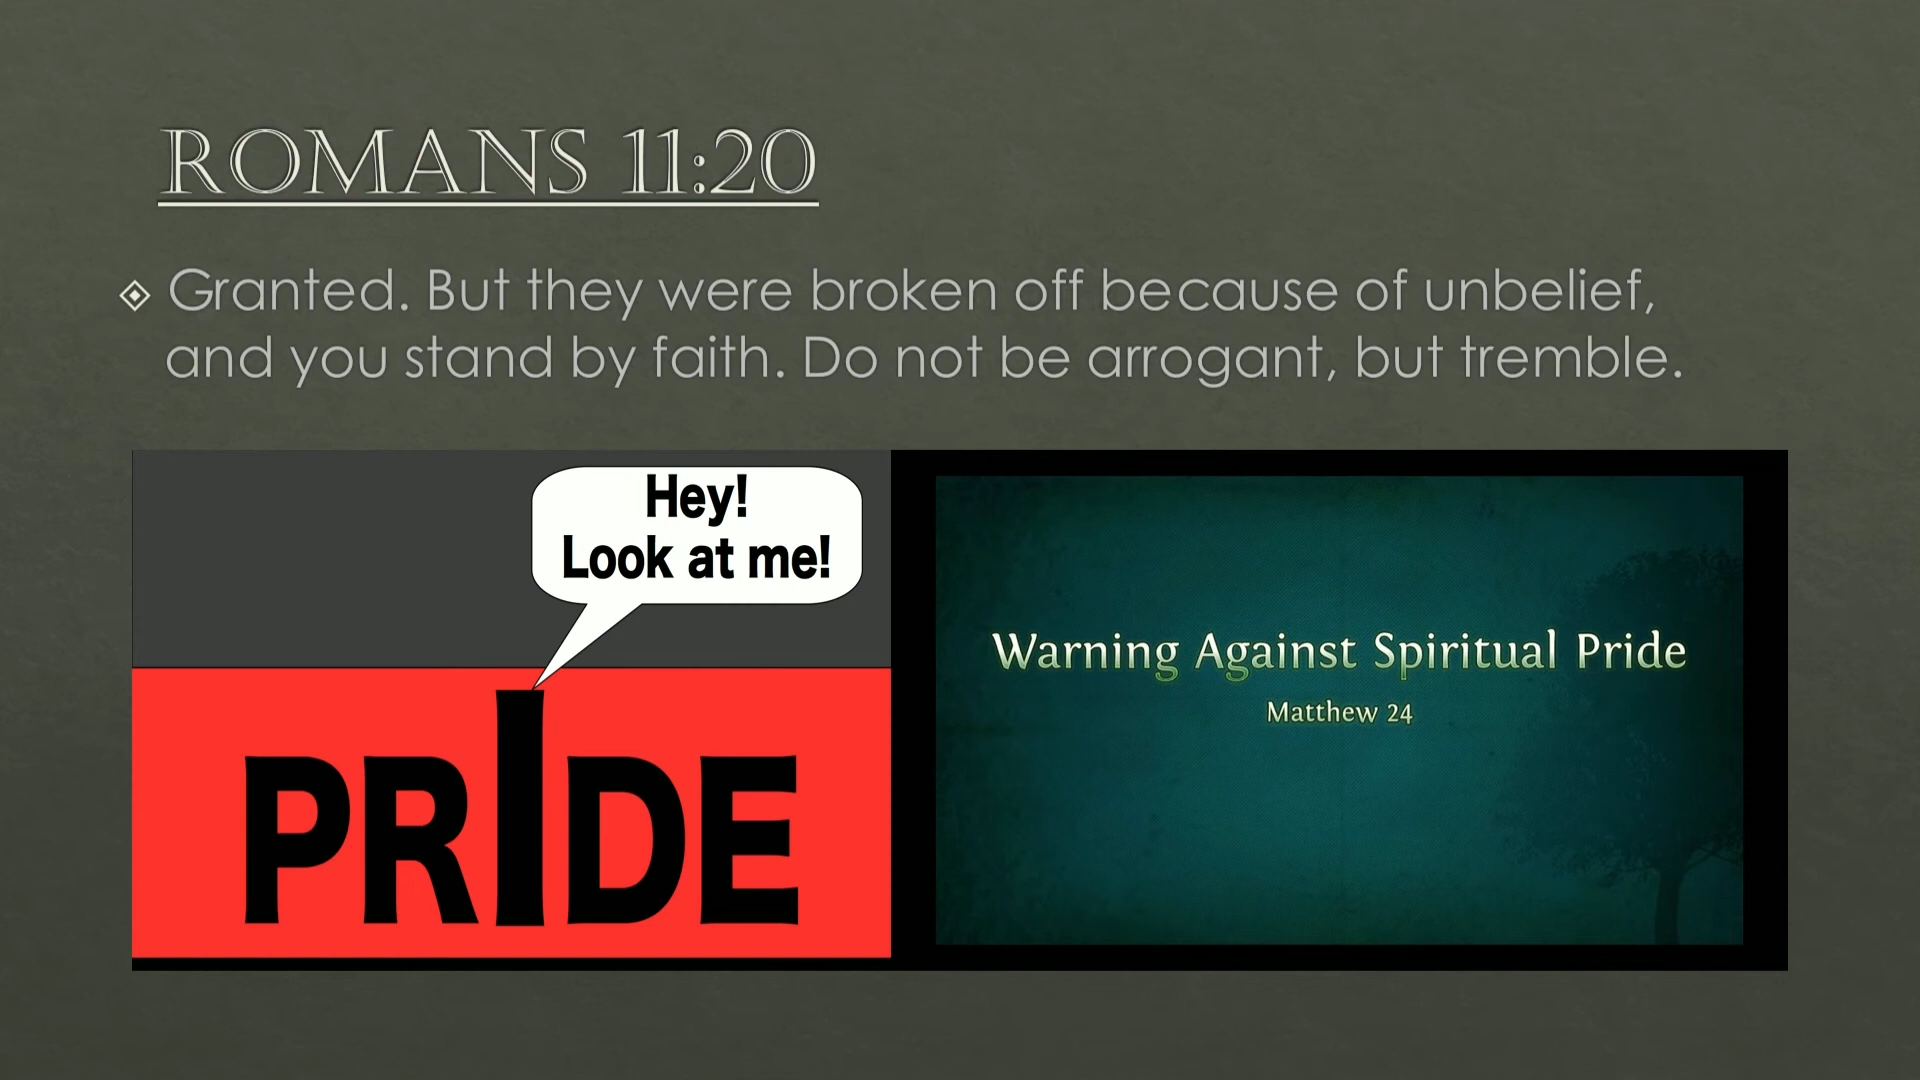 ROMANS 11:20
Granted. But they were broken off because of unbelief,
and you stand by faith. Do not be arrogant, but tremble.
Hey!
Look at me!
PRIDE
Warning Against Spiritual Pride
Matthew 24